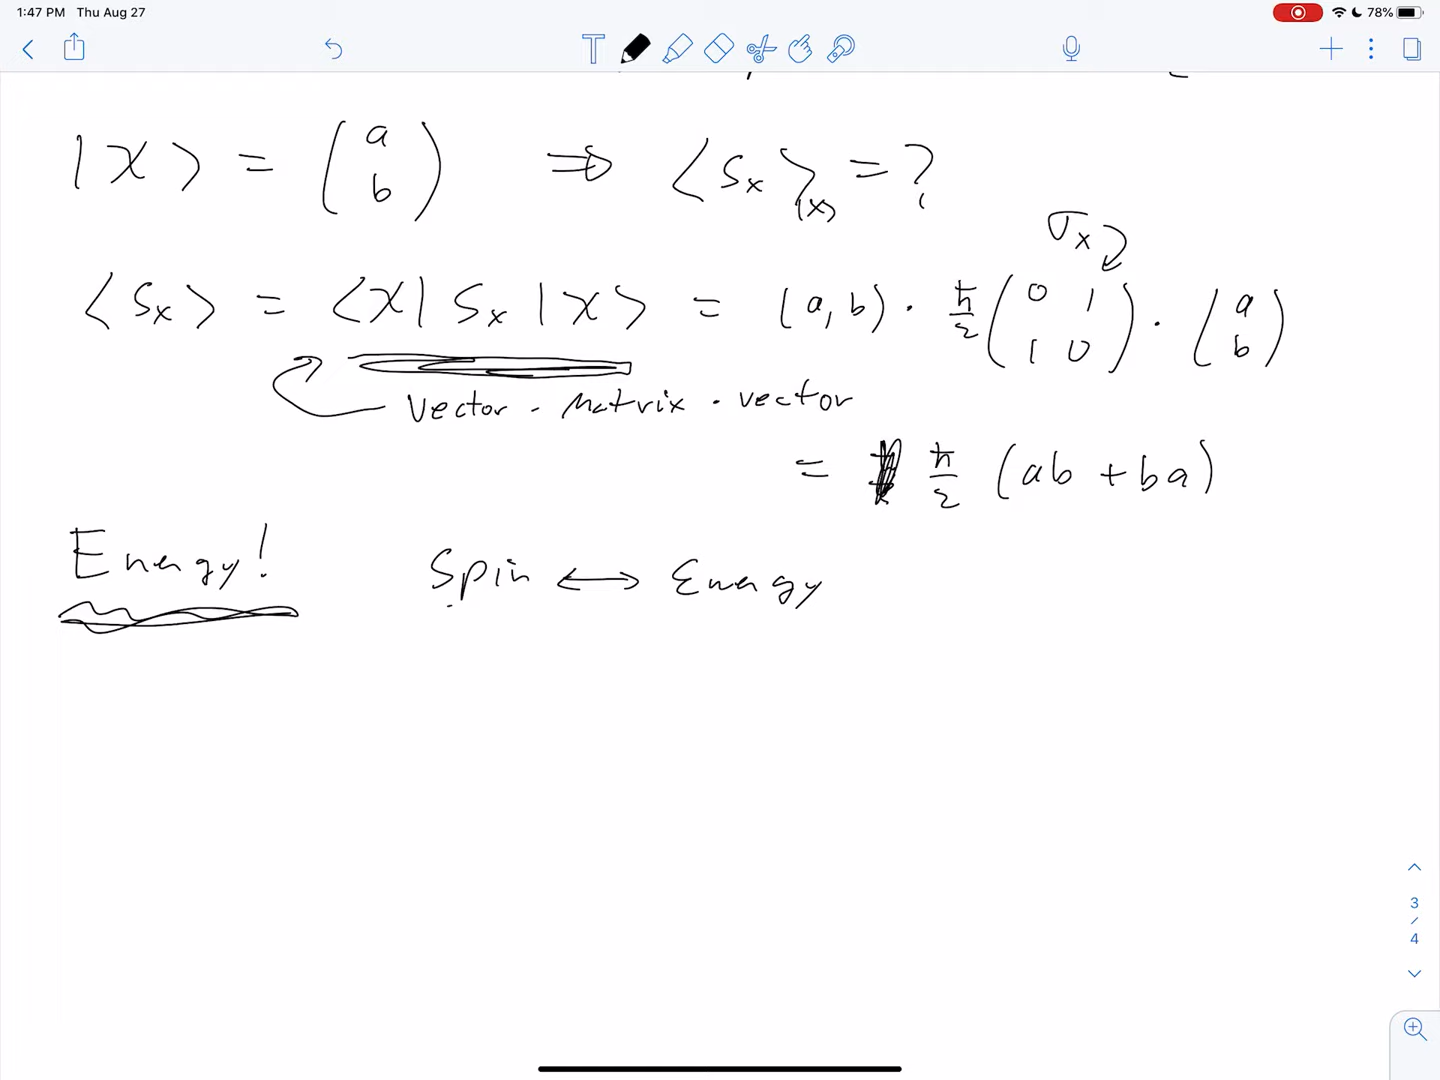 1:47 PM Thu Aug 27 78%
|χ⟩ = (a b) ⇒ ⟨Sx⟩|χ⟩ = ?
σx
⟨Sx⟩ = ⟨χ| Sx |χ⟩ = (a, b) · ħ/2 (0 1 1 0) · (a b)
vector · matrix · vector
= ħ/2 (ab + ba)
Energy! Spin ↔ Energy
3
/
4